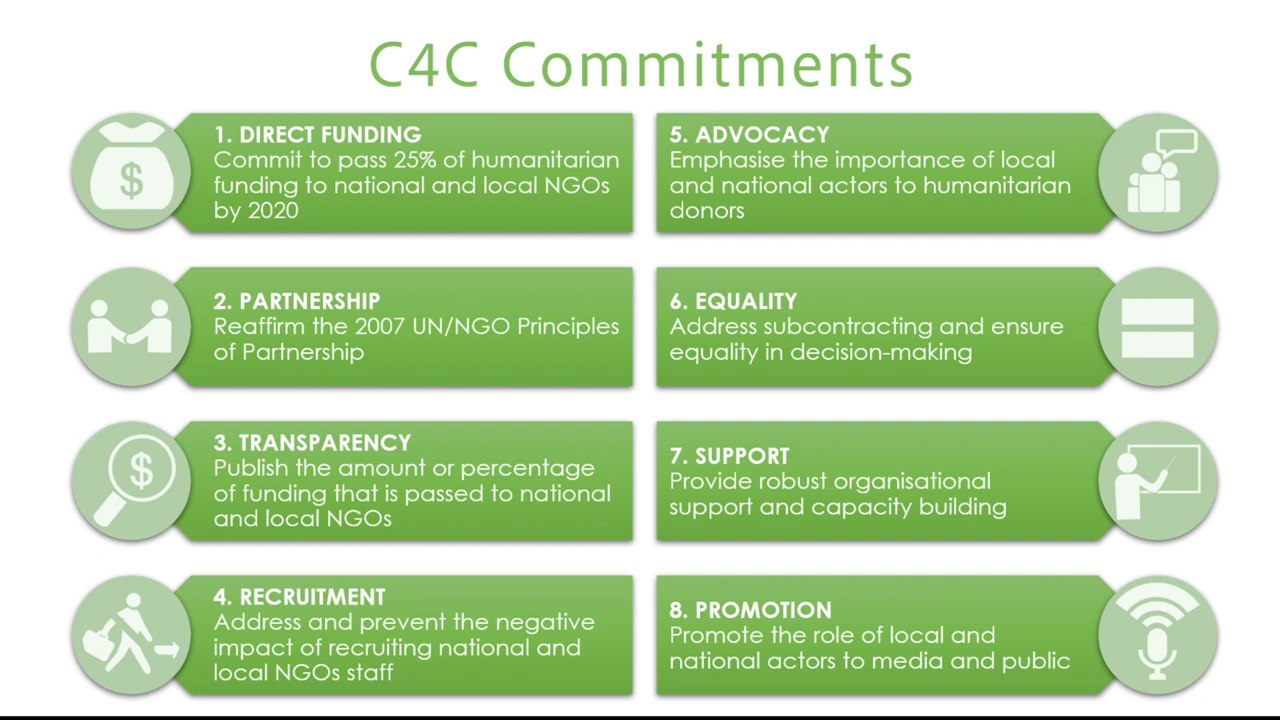 C4C Commitments
1. DIRECT FUNDING
Commit to pass 25% of humanitarian
funding to national and local NGOs
by 2020
2. PARTNERSHIP
Reaffirm the 2007 UN/NGO Principles
of Partnership
3. TRANSPARENCY
Publish the amount or percentage
of funding that is passed to national
and local NGOs
4. RECRUITMENT
Address and prevent the negative
impact of recruiting national and
local NGOs staff
5. ADVOCACY
Emphasise the importance of local
and national actors to humanitarian
donors
6. EQUALITY
Address subcontracting and ensure
equality in decision-making
7. SUPPORT
Provide robust organisational
support and capacity building
8. PROMOTION
Promote the role of local and
national actors to media and public
$
$